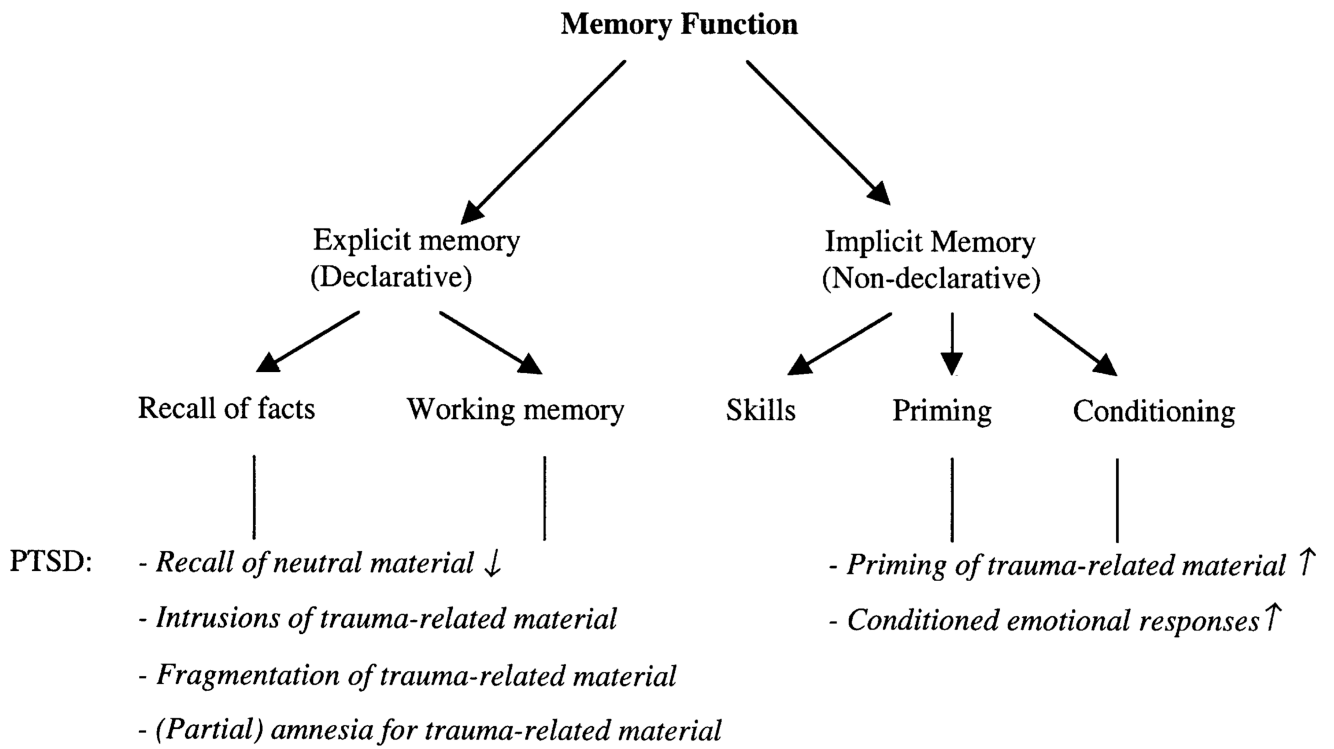 Memory Function
Explicit memory
(Declarative)
Implicit Memory
(Non-declarative)
Recall of facts
Working memory
Skills
Priming
Conditioning
PTSD:
- Recall of neutral material ↓
- Intrusions of trauma-related material
- Fragmentation of trauma-related material
- (Partial) amnesia for trauma-related material
- Priming of trauma-related material ↑
- Conditioned emotional responses ↑